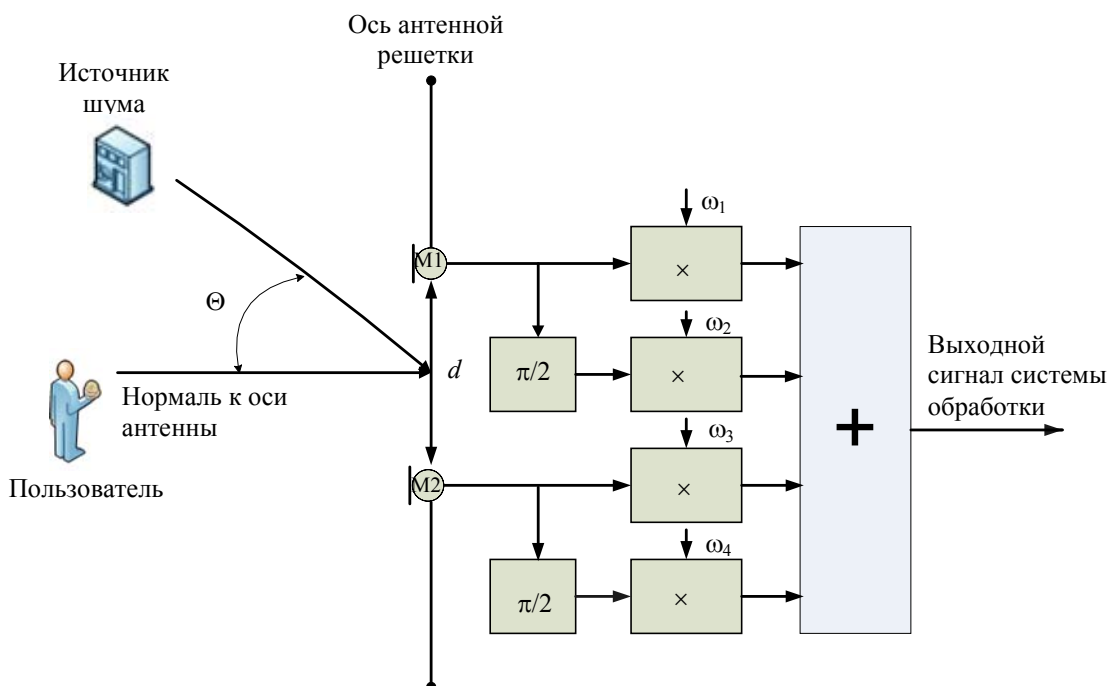 Ось антенной
решетки
Источник
шума
ω₁
M1
×
Θ
ω₂
π/2
×
d
Нормаль к оси
антенны
Выходной
сигнал системы
обработки
+
ω₃
Пользователь
M2
×
ω₄
π/2
×